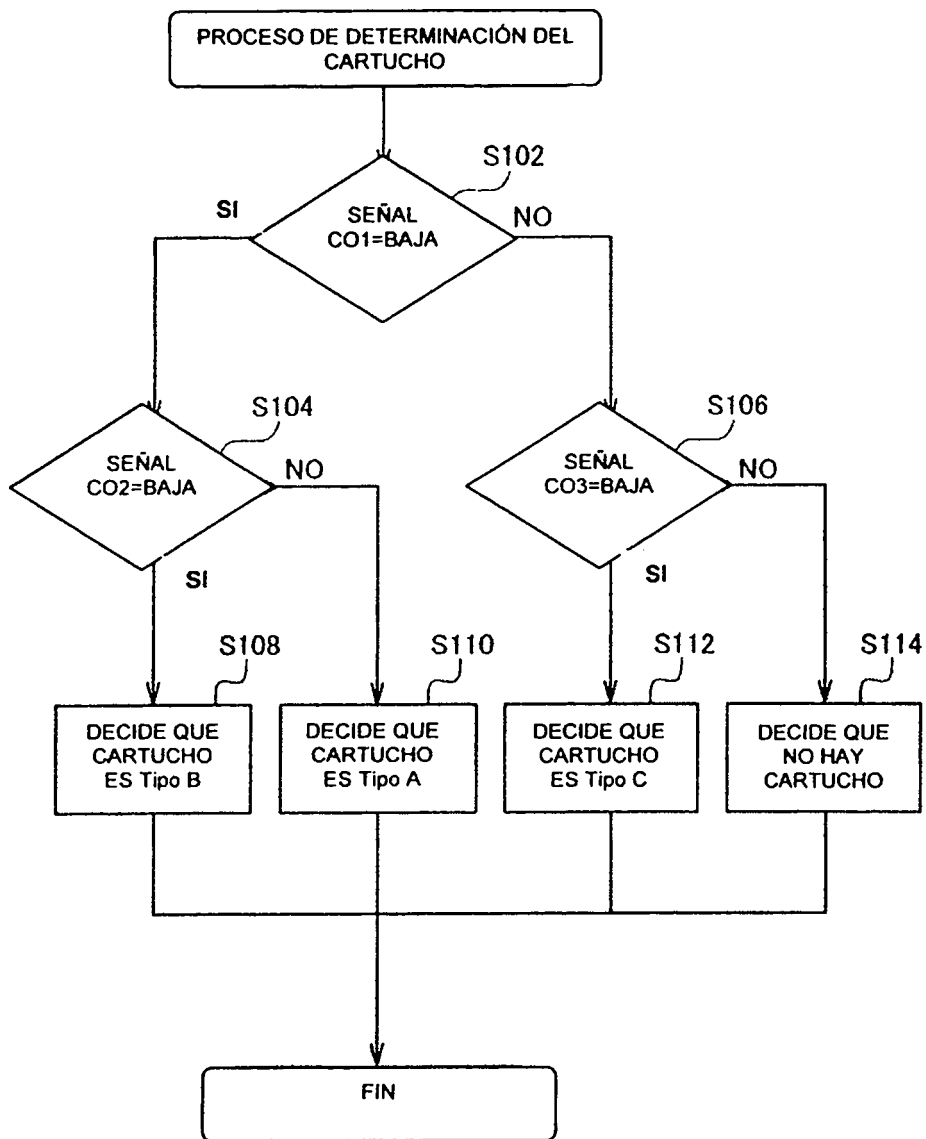 PROCESO DE DETERMINACIÓN DEL
CARTUCHO
S102
SI
SEÑAL
CO1=BAJA
NO
S104
SEÑAL
CO2=BAJA
NO
SI
S106
SEÑAL
CO3=BAJA
NO
SI
S108
DECIDE QUE
CARTUCHO
ES Tipo B
S110
DECIDE QUE
CARTUCHO
ES Tipo A
S112
DECIDE QUE
CARTUCHO
ES Tipo C
S114
DECIDE QUE
NO HAY
CARTUCHO
FIN